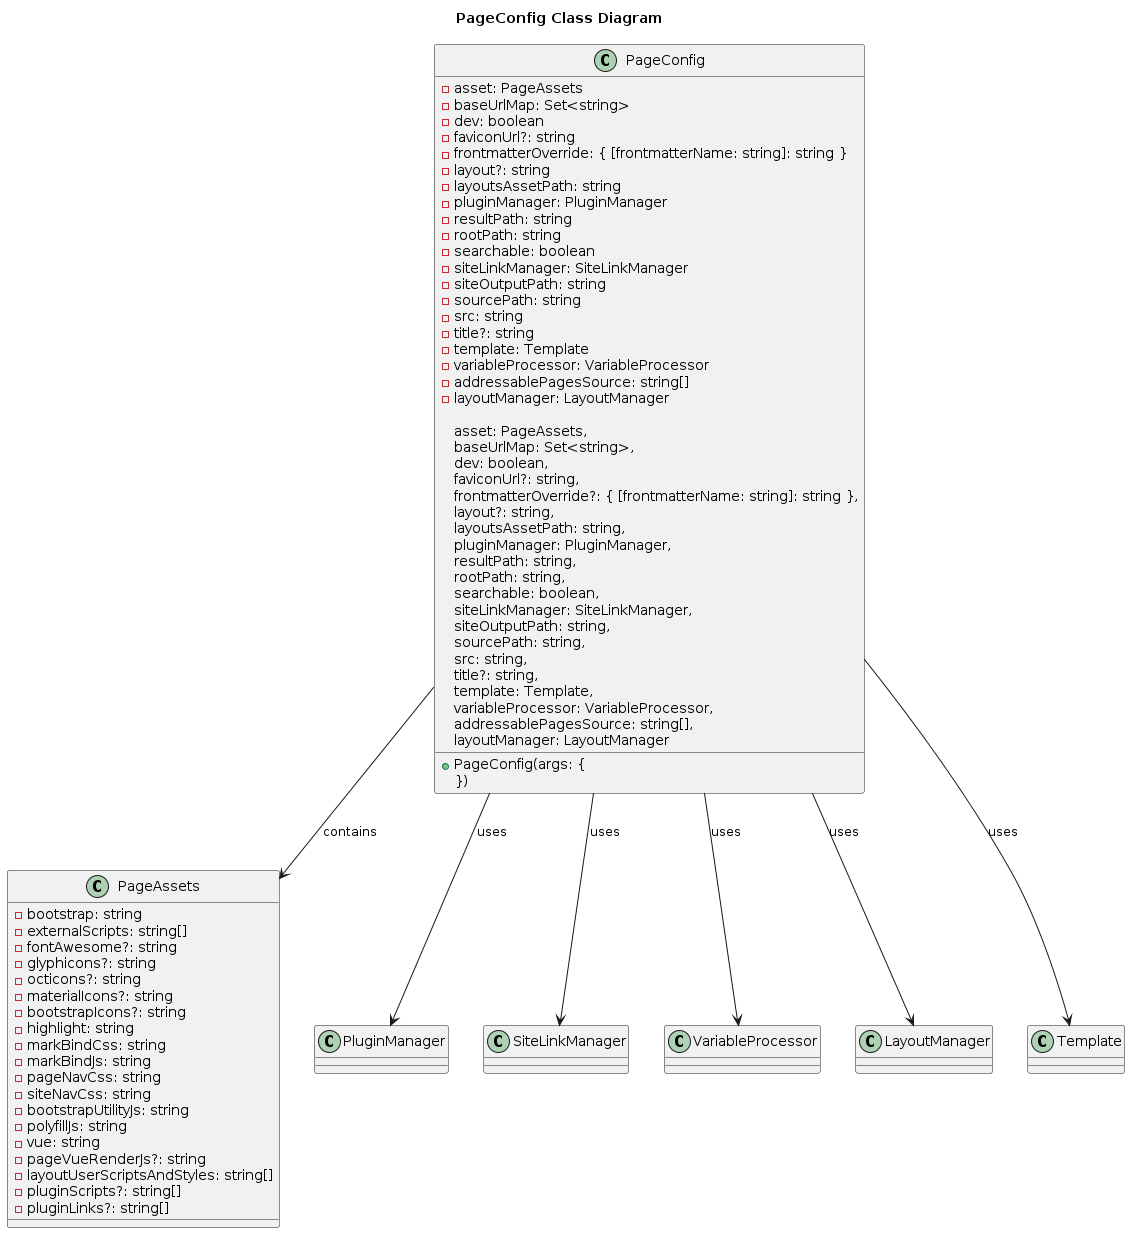 PageConfig Class Diagram
C PageConfig
asset: PageAssets
baseUrlMap: Set<string>
dev: boolean
faviconUrl?: string
frontmatterOverride: { [frontmatterName: string]: string }
layout?: string
layoutsAssetPath: string
pluginManager: PluginManager
resultPath: string
rootPath: string
searchable: boolean
siteLinkManager: SiteLinkManager
siteOutputPath: string
sourcePath: string
src: string
title?: string
template: Template
variableProcessor: VariableProcessor
addressablePagesSource: string[]
layoutManager: LayoutManager
asset: PageAssets,
baseUrlMap: Set<string>,
dev: boolean,
faviconUrl?: string,
frontmatterOverride?: { [frontmatterName: string]: string },
layout?: string,
layoutsAssetPath: string,
pluginManager: PluginManager,
resultPath: string,
rootPath: string,
searchable: boolean,
siteLinkManager: SiteLinkManager,
siteOutputPath: string,
sourcePath: string,
src: string,
title?: string,
template: Template,
variableProcessor: VariableProcessor,
addressablePagesSource: string[],
layoutManager: LayoutManager
PageConfig(args: {
})
contains
uses
uses
uses
uses
uses
C PageAssets
bootstrap: string
externalScripts: string[]
fontAwesome?: string
glyphicons?: string
octicons?: string
materialIcons?: string
bootstrapIcons?: string
highlight: string
markBindCss: string
markBindJs: string
pageNavCss: string
siteNavCss: string
bootstrapUtilityJs: string
polyfillJs: string
vue: string
pageVueRenderJs?: string
layoutUserScriptsAndStyles: string[]
pluginScripts?: string[]
pluginLinks?: string[]
C PluginManager
C SiteLinkManager
C VariableProcessor
C LayoutManager
C Template